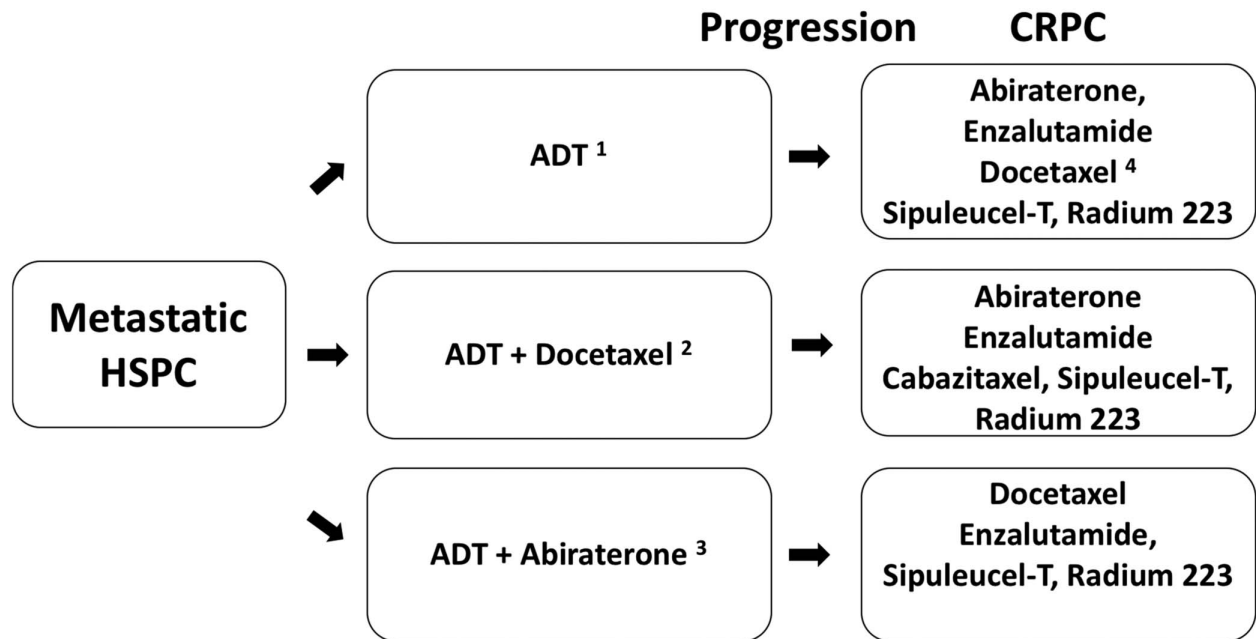 Progression CRPC
Metastatic
HSPC
ADT ¹
Abiraterone,
Enzalutamide
Docetaxel ⁴
Sipuleucel-T, Radium 223
ADT + Docetaxel ²
Abiraterone
Enzalutamide
Cabazitaxel, Sipuleucel-T,
Radium 223
ADT + Abiraterone ³
Docetaxel
Enzalutamide,
Sipuleucel-T, Radium 223